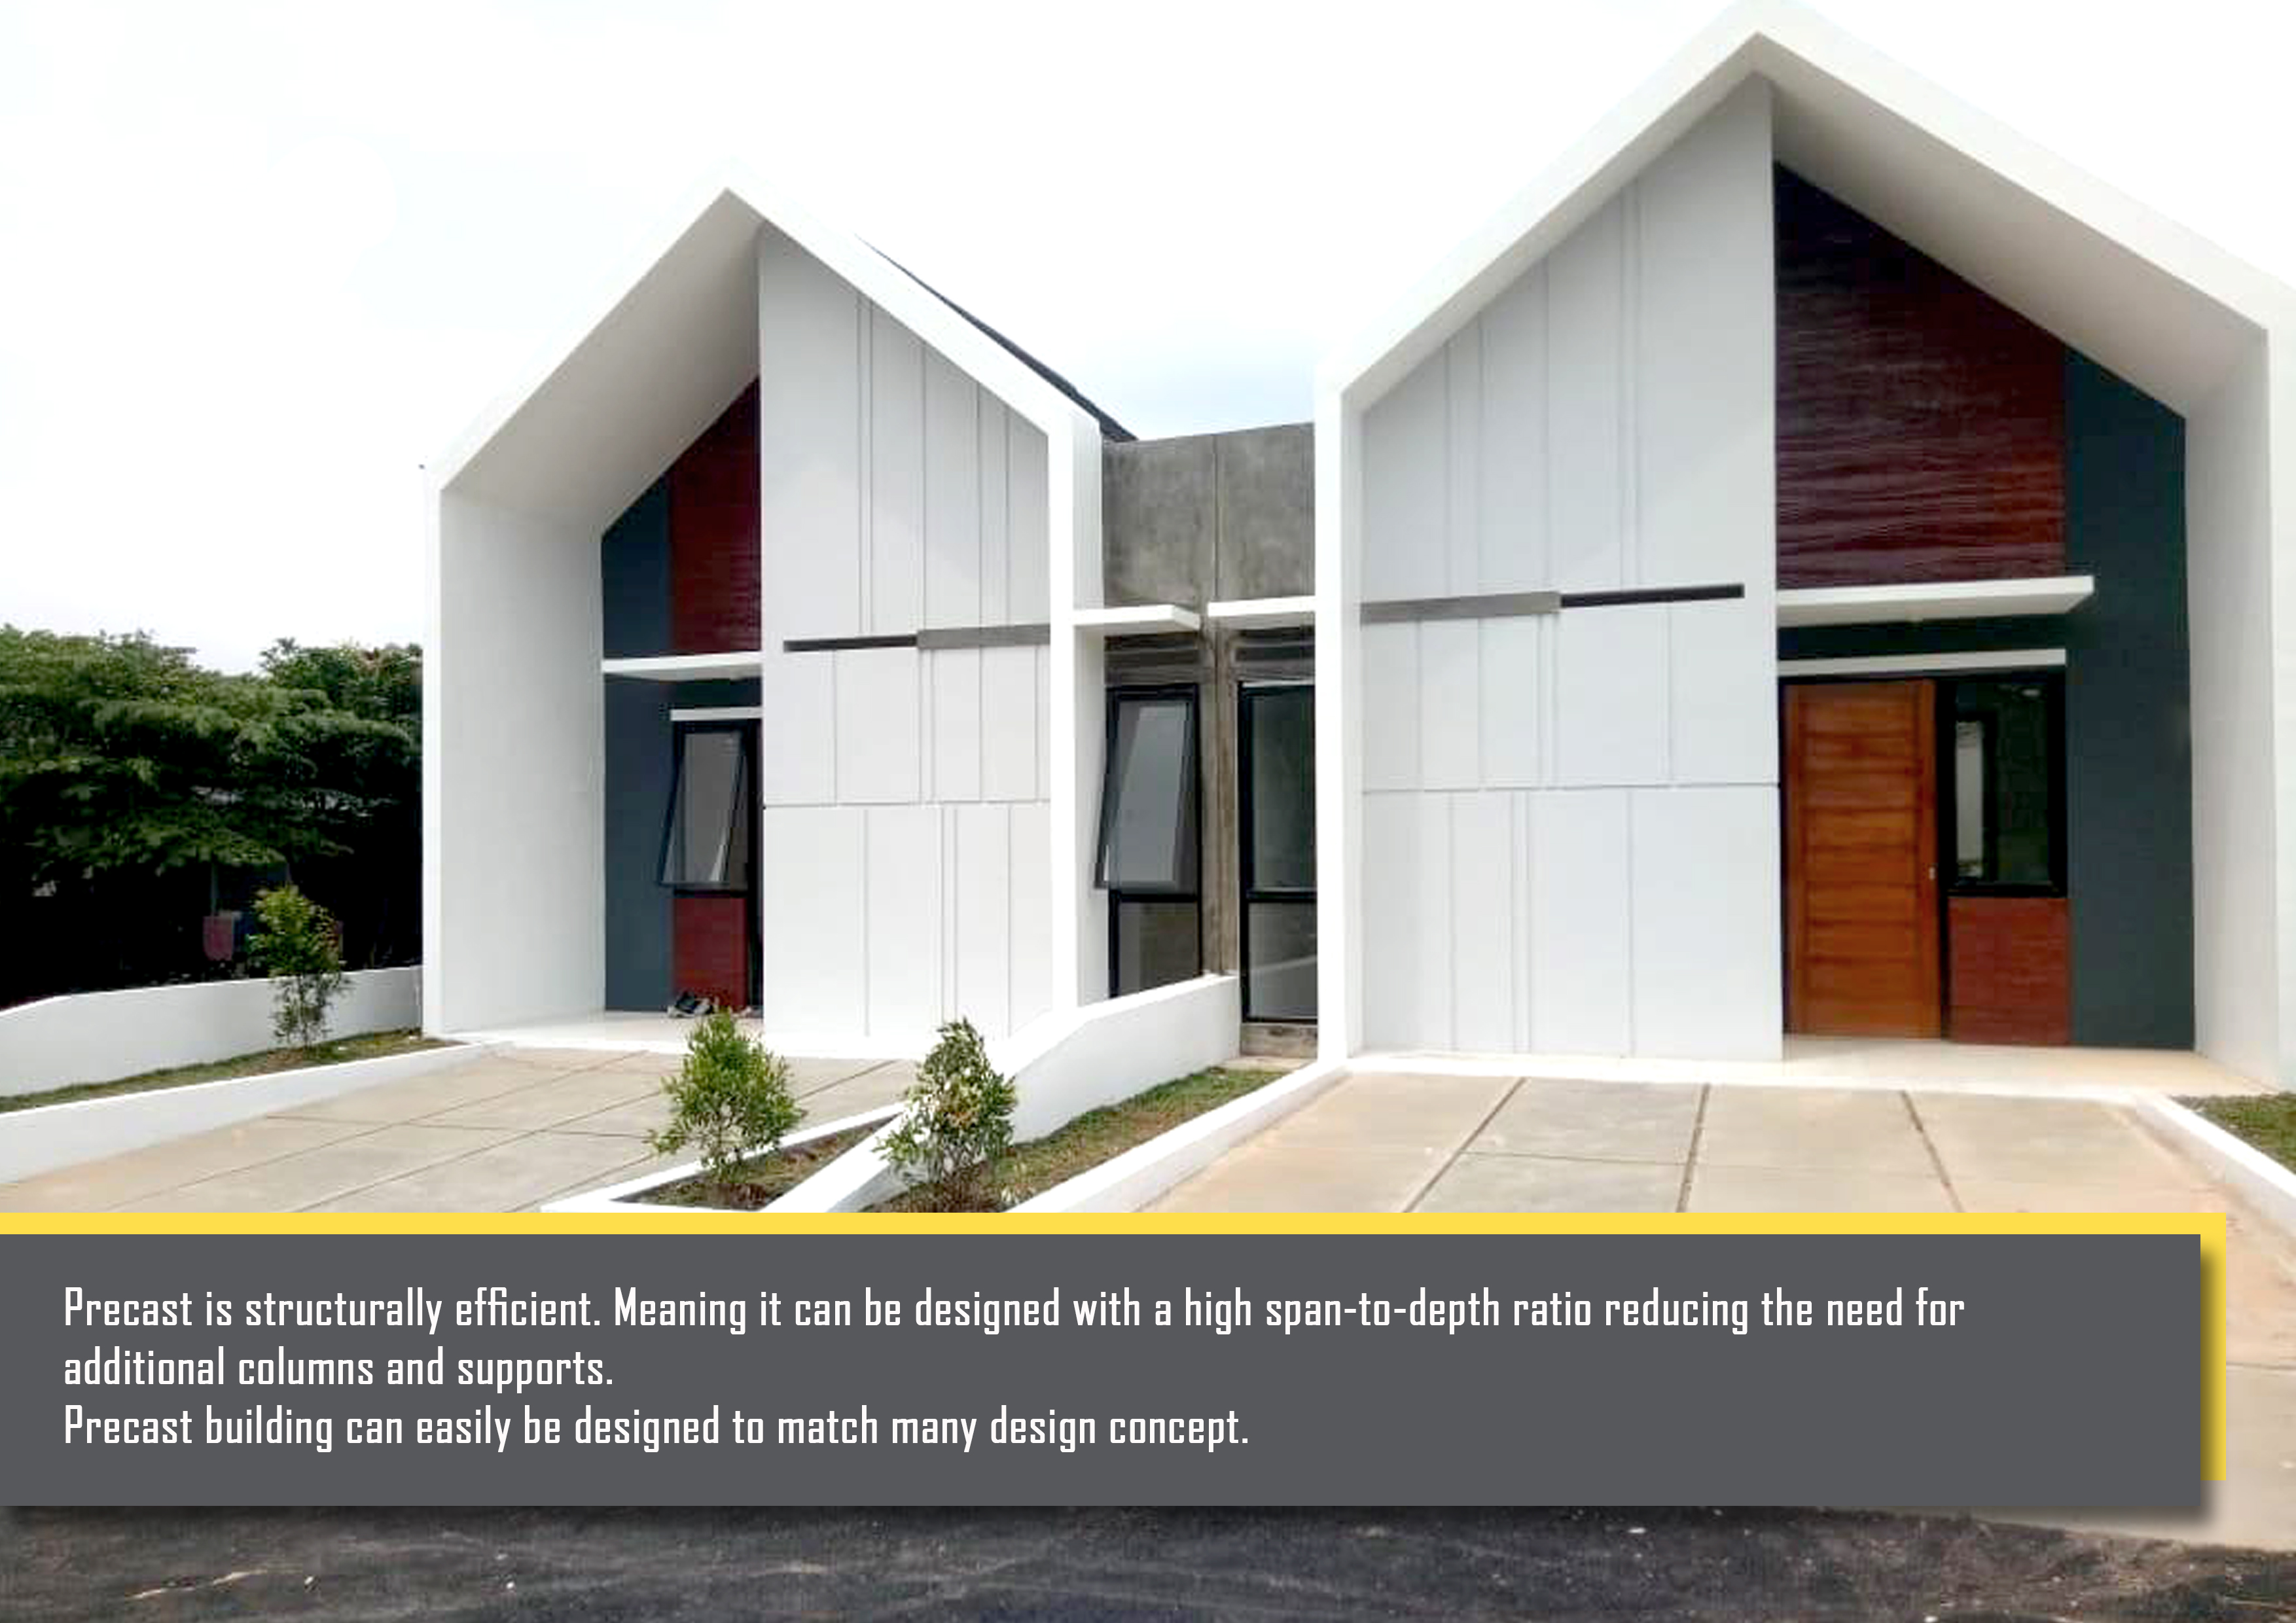 Precast is structurally efficient. Meaning it can be designed with a high span-to-depth ratio reducing the need for
additional columns and supports.
Precast building can easily be designed to match many design concept.